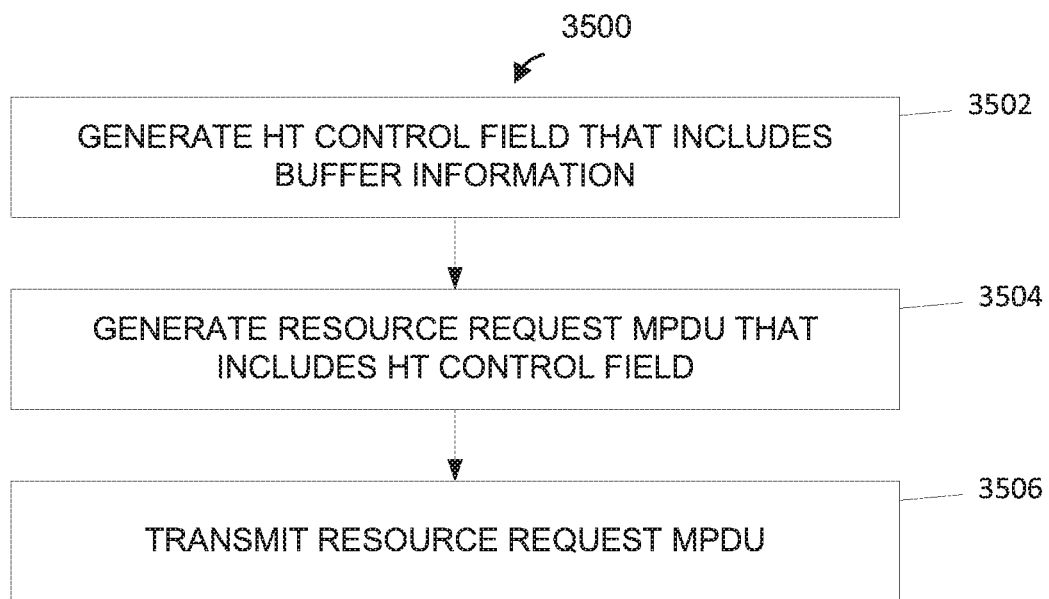 3500
3502
GENERATE HT CONTROL FIELD THAT INCLUDES
BUFFER INFORMATION
3504
GENERATE RESOURCE REQUEST MPDU THAT
INCLUDES HT CONTROL FIELD
3506
TRANSMIT RESOURCE REQUEST MPDU